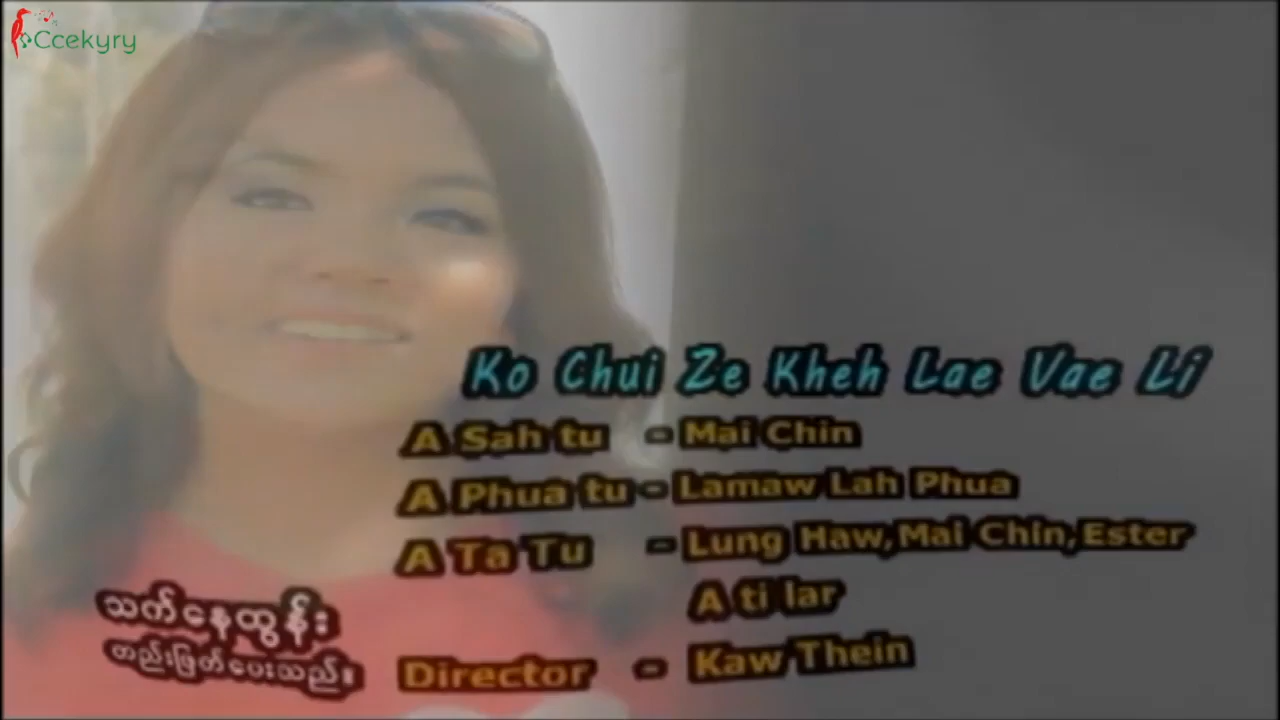 Ccekyry
Ko Chui Ze Kheh Lae Vae Li
A Sah tu - Mai Chin
A Phua tu - Lamaw Lah Phua
A Ta Tu - Lung Haw,Mai Chin,Ester
A ti lar
Director - Kaw Thein
သက်နေထွန်း
တည်းဖြတ်ပေးသည်။